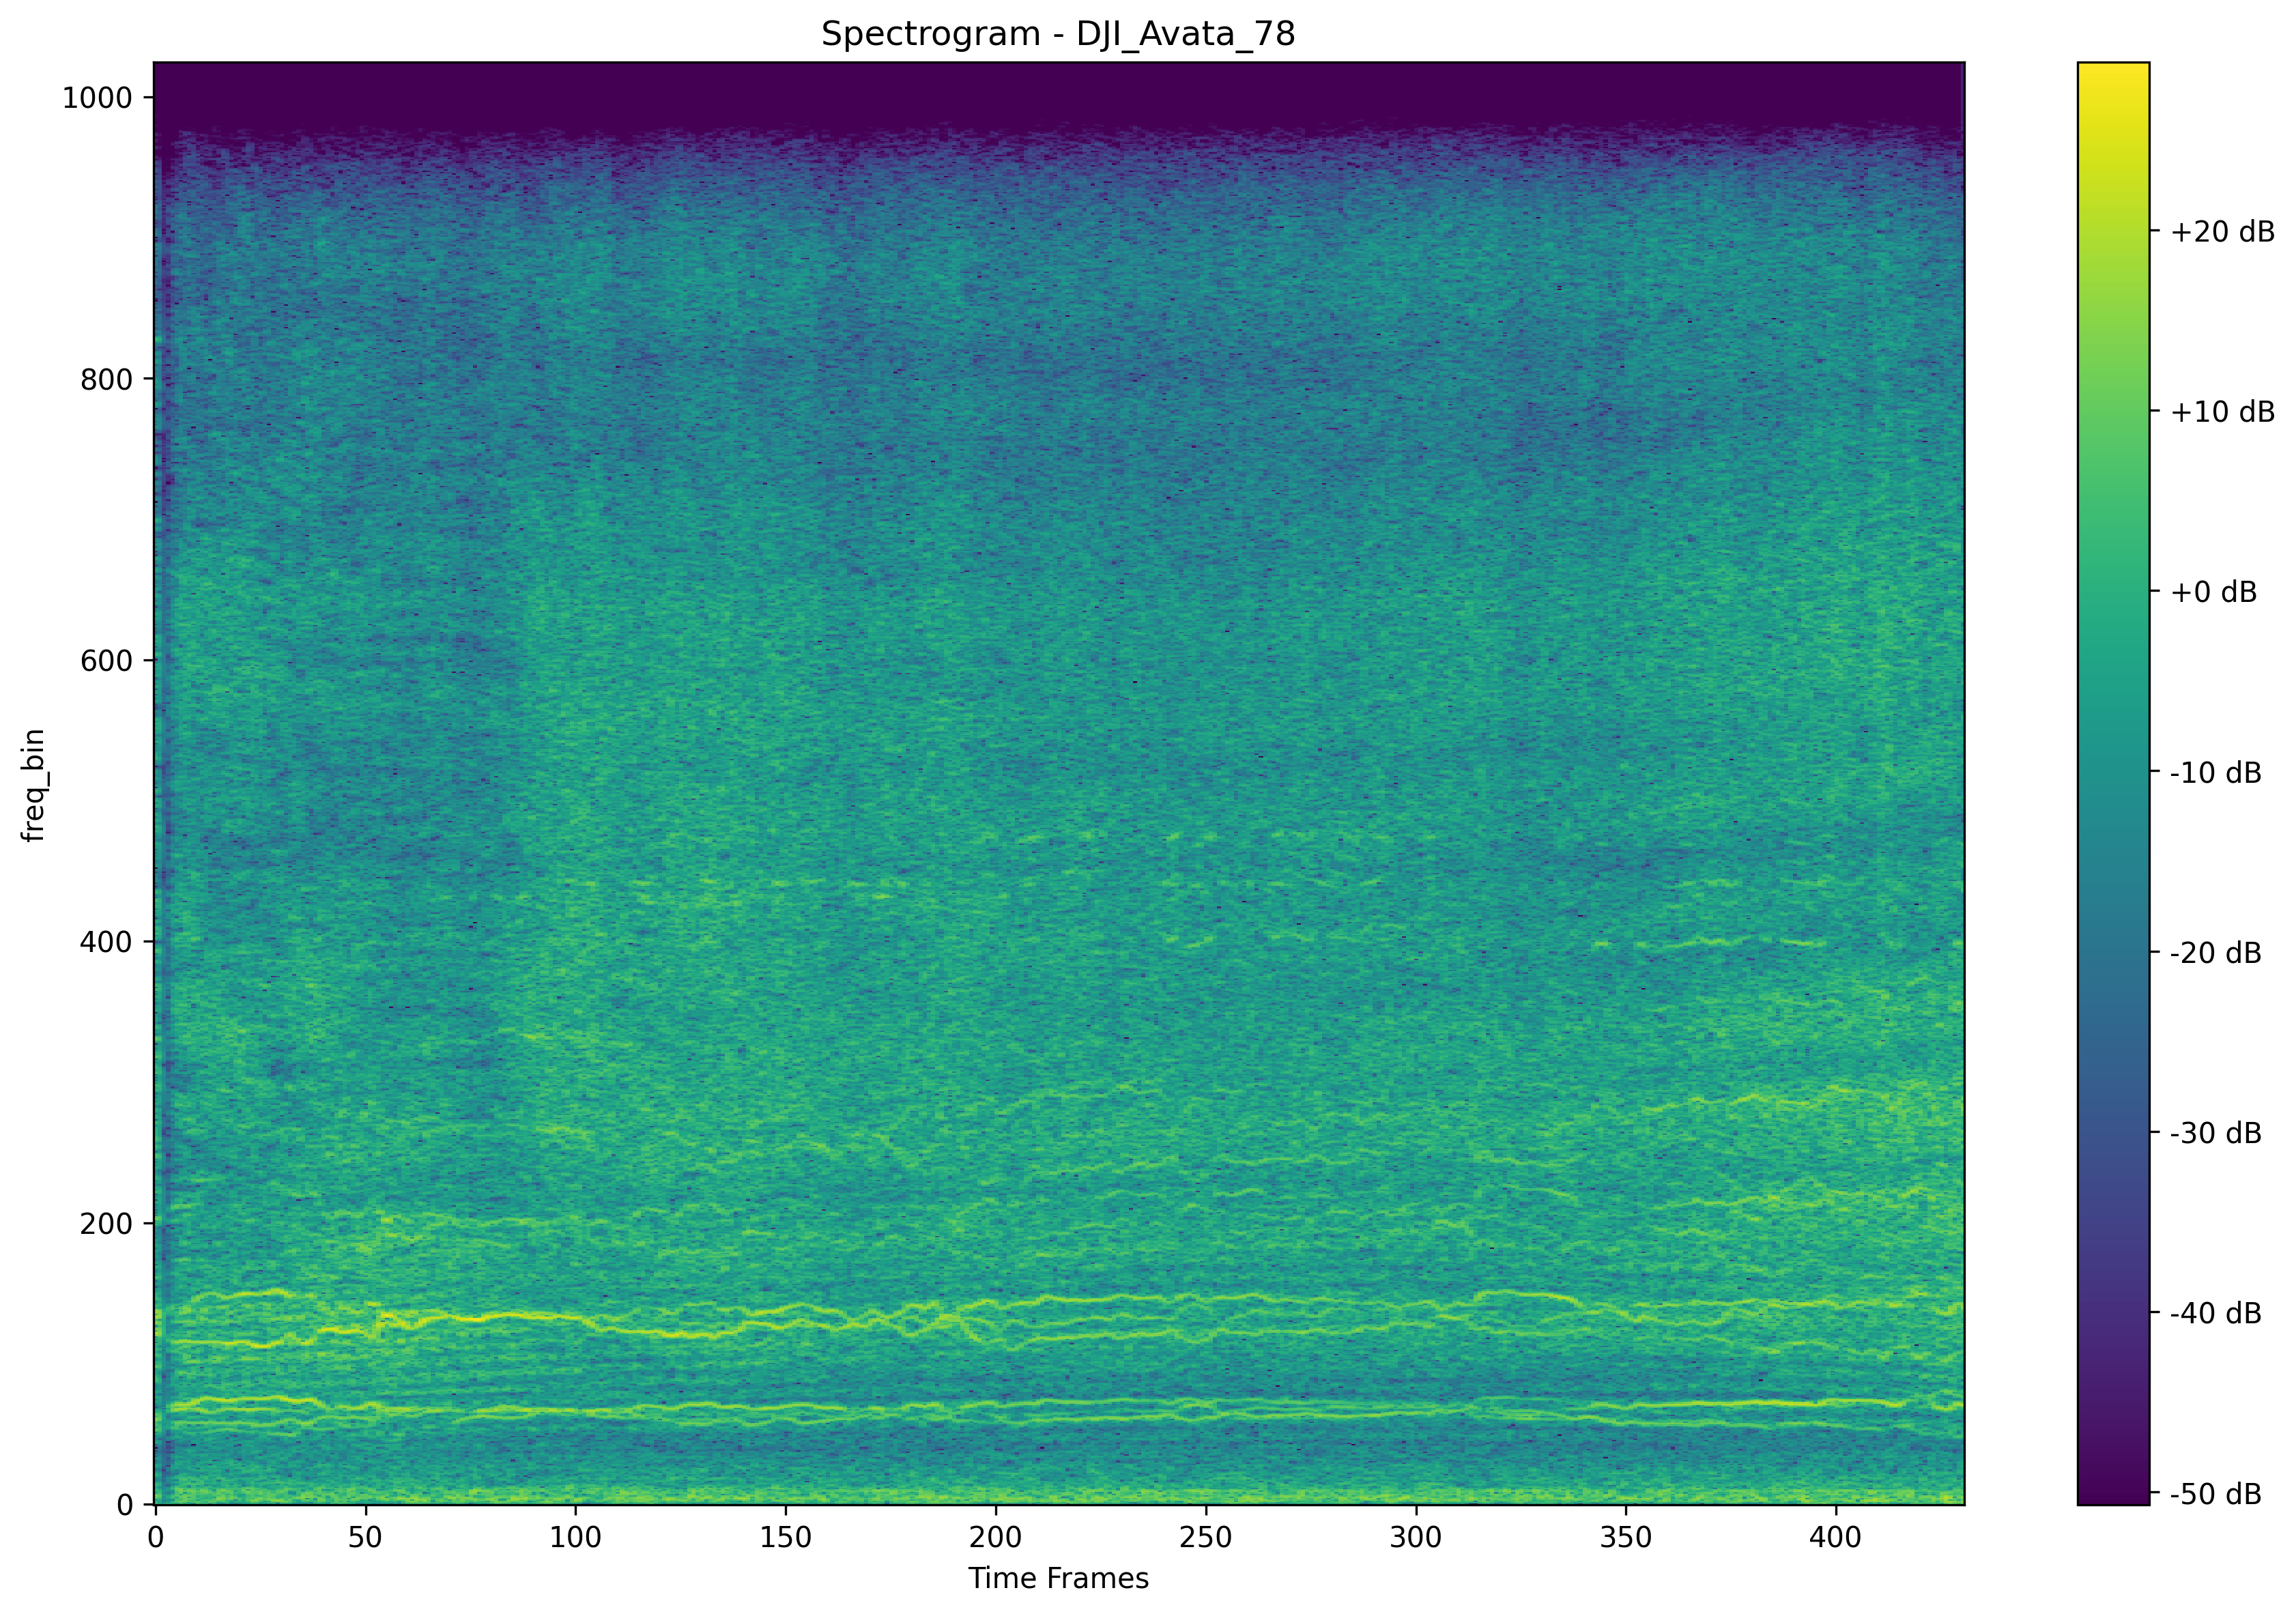 Spectrogram - DJI_Avata_78
1000
800
600
400
200
0
freq_bin
0 50 100 150 200 250 300 350 400
Time Frames
+20 dB
+10 dB
+0 dB
-10 dB
-20 dB
-30 dB
-40 dB
-50 dB